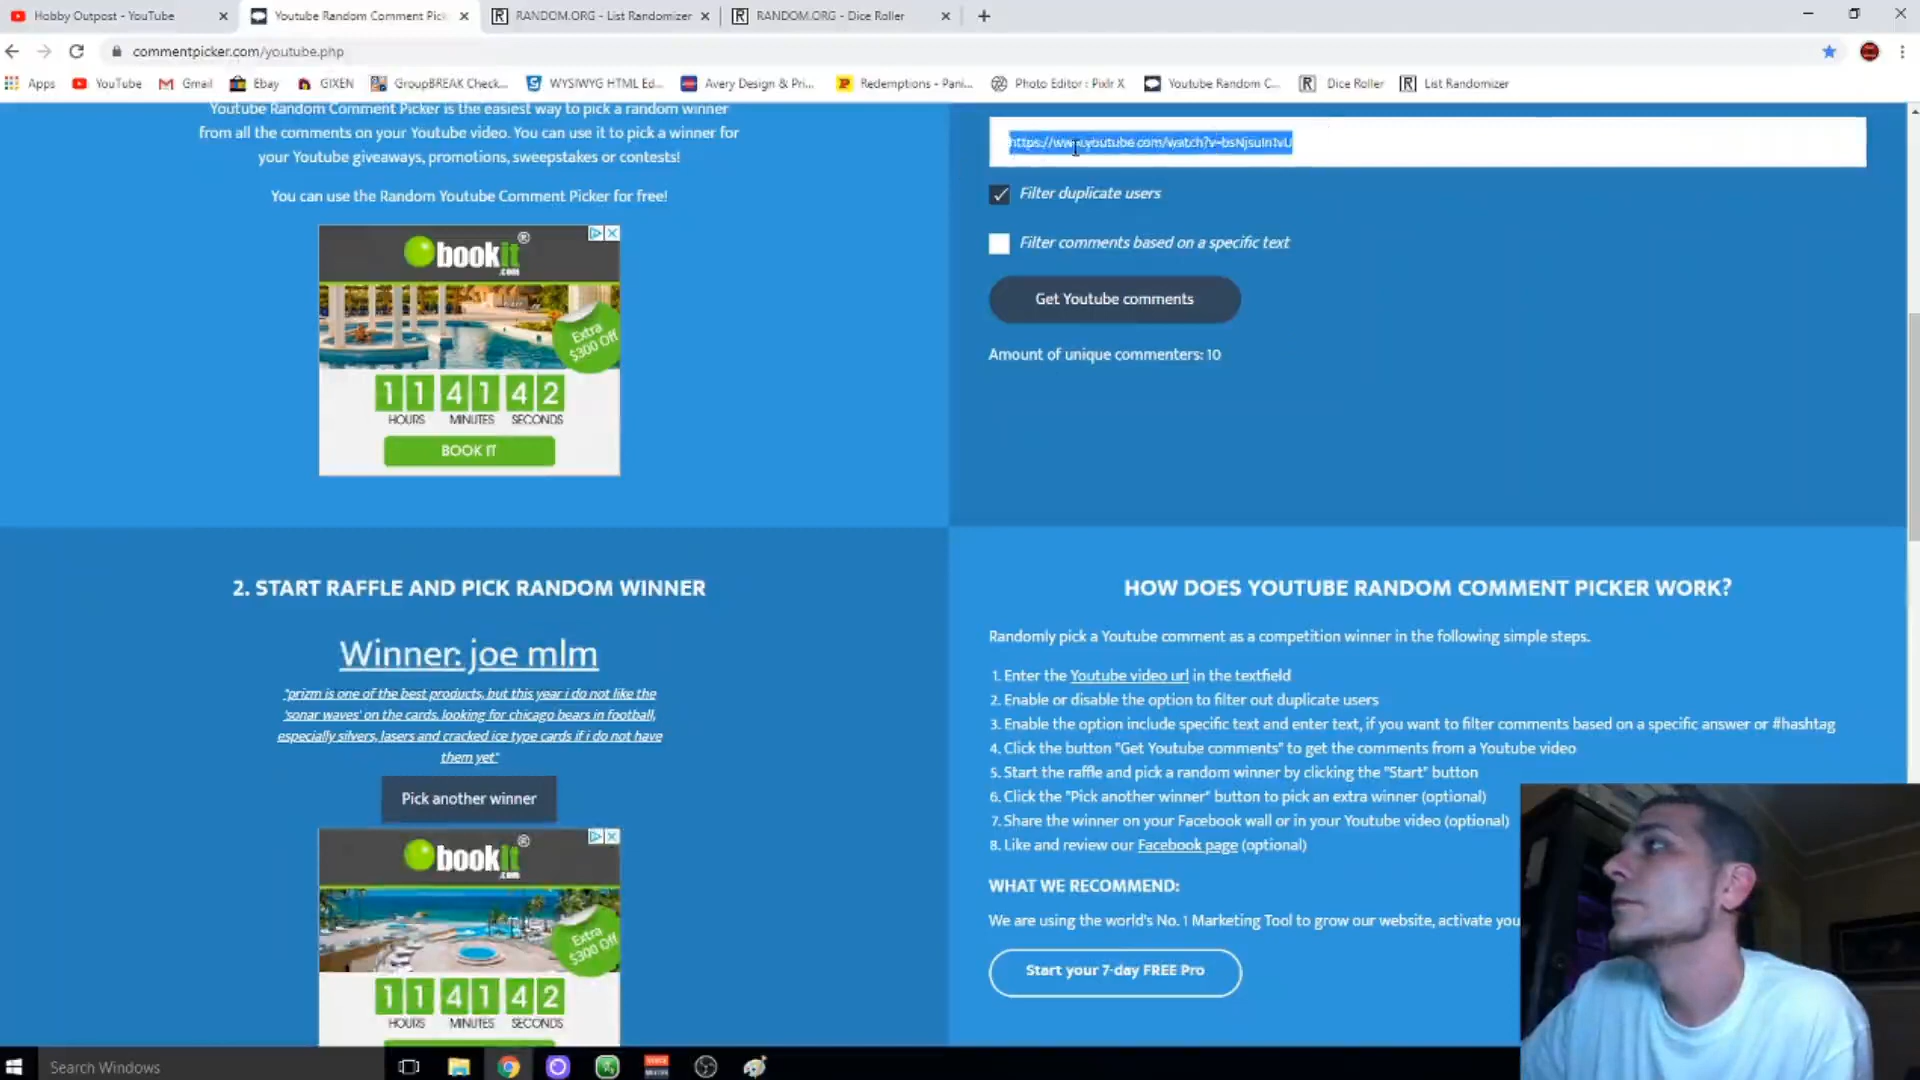 Hobby Outpost - YouTube
Youtube Random Comment Pick
RANDOM.ORG - List Randomizer
RANDOM.ORG - Dice Roller
commentpicker.com/youtube.php
Apps
YouTube
Gmail
Ebay
GIXEN
GroupBREAK Check...
WYSIWYG HTML Ed...
Avery Design & Pri...
Redemptions - Pani...
Photo Editor : Pixlr X
Youtube Random C...
Dice Roller
List Randomizer
Youtube Random Comment Picker is the easiest way to pick a random winner
from all the comments on your Youtube video. You can use it to pick a winner for
your Youtube giveaways, promotions, sweepstakes or contests!
You can use the Random Youtube Comment Picker for free!
bookit
.com
Extra
$300 Off
11 41 42
HOURS MINUTES SECONDS
BOOK IT
Filter duplicate users
Filter comments based on a specific text
Get Youtube comments
Amount of unique commenters: 10
2. START RAFFLE AND PICK RANDOM WINNER
Winner: joe mlm
"prizm is one of the best products, but this year i do not like the
'sonar waves' on the cards. looking for chicago bears in football,
especially silvers, lasers and cracked ice type cards if i do not have
them yet"
Pick another winner
bookit
.com
Extra
$300 Off
11 41 42
HOURS MINUTES SECONDS
HOW DOES YOUTUBE RANDOM COMMENT PICKER WORK?
Randomly pick a Youtube comment as a competition winner in the following simple steps.
1. Enter the Youtube video url in the textfield
2. Enable or disable the option to filter out duplicate users
3. Enable the option include specific text and enter text, if you want to filter comments based on a specific answer or #hashtag
4. Click the button "Get Youtube comments" to get the comments from a Youtube video
5. Start the raffle and pick a random winner by clicking the "Start" button
6. Click the "Pick another winner" button to pick an extra winner (optional)
7. Share the winner on your Facebook wall or in your Youtube video (optional)
8. Like and review our Facebook page (optional)
WHAT WE RECOMMEND:
We are using the world's No. 1 Marketing Tool to grow our website, activate you
Start your 7-day FREE Pro
Search Windows